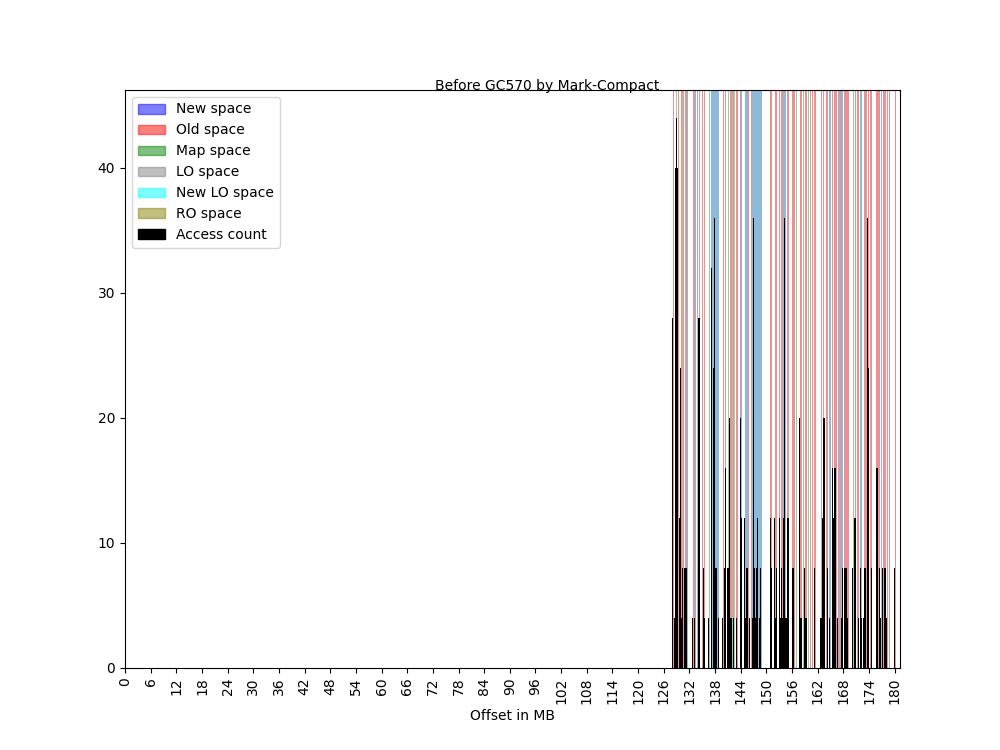 Before GC570 by Mark-Compact
New space
Old space
Map space
LO space
New LO space
RO space
Access count
40
30
20
10
0
0 6 12 18 24 30 36 42 48 54 60 66 72 78 84 90 96 102 108 114 120 126 132 138 144 150 156 162 168 174 180
Offset in MB